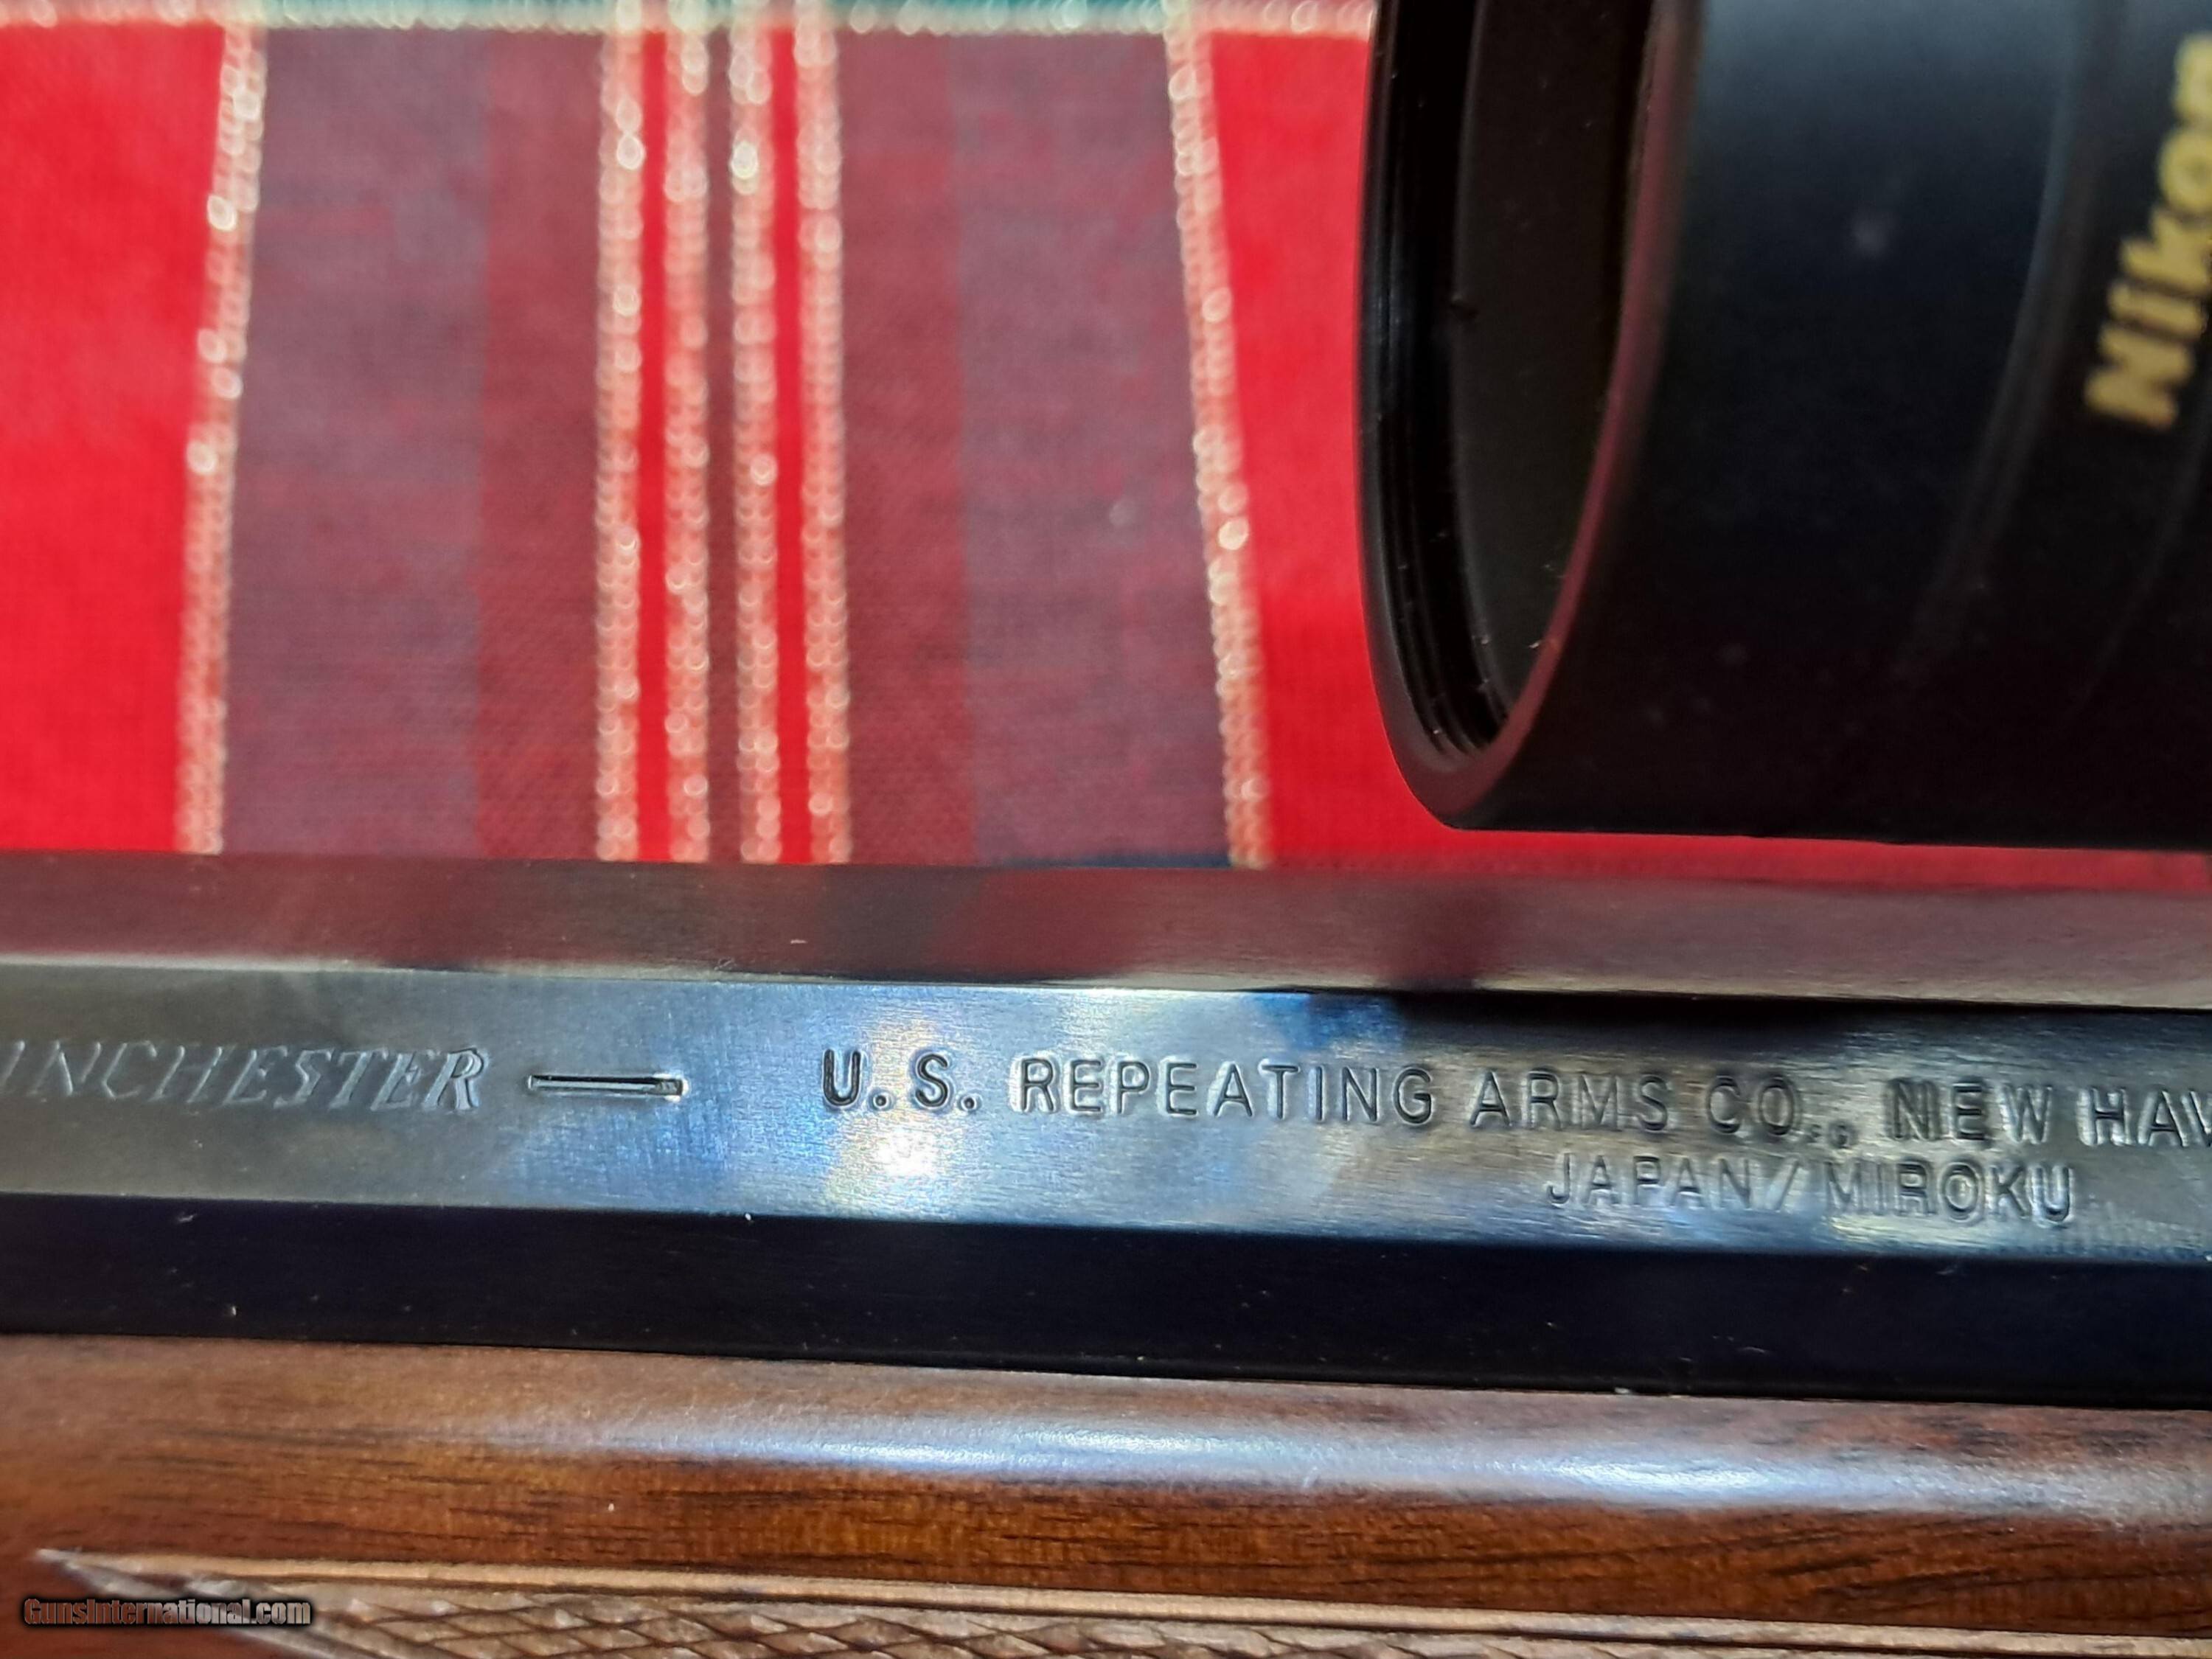 Nikon
INCHESTER — U.S. REPEATING ARMS CO., NEW HAV
JAPAN/MIROKU
GunsInternational.com